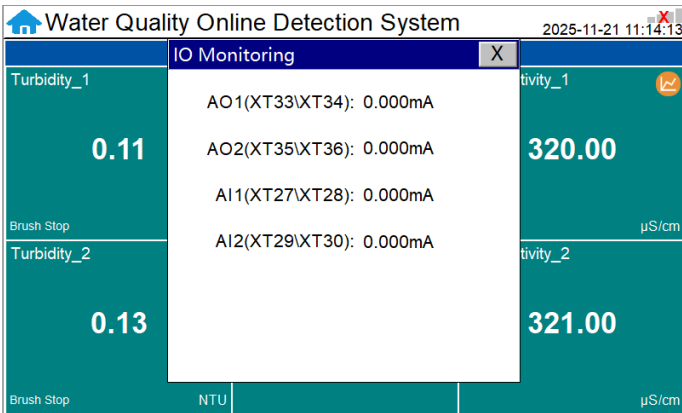 Water Quality Online Detection System
2025-11-21 11:14:13
IO Monitoring
X
Turbidity_1
tivity_1
AO1(XT33\XT34): 0.000mA
0.11
AO2(XT35\XT36): 0.000mA
320.00
AI1(XT27\XT28): 0.000mA
Brush Stop
µS/cm
AI2(XT29\XT30): 0.000mA
Turbidity_2
tivity_2
0.13
321.00
Brush Stop
NTU
µS/cm